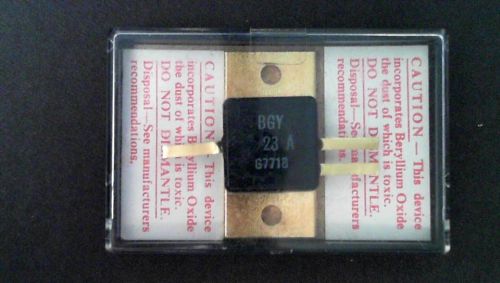 CAUTION – This device
incorporates Beryllium Oxide
the dust of which is toxic.
DO NOT DISMANTLE.
Disposal—See manufacturers
recommendations.
BGY
23 A
G7718
CAUTION – This device
incorporates Beryllium Oxide
the dust of which is toxic.
DO NOT DISMANTLE.
Disposal—See manufacturers
recommendations.